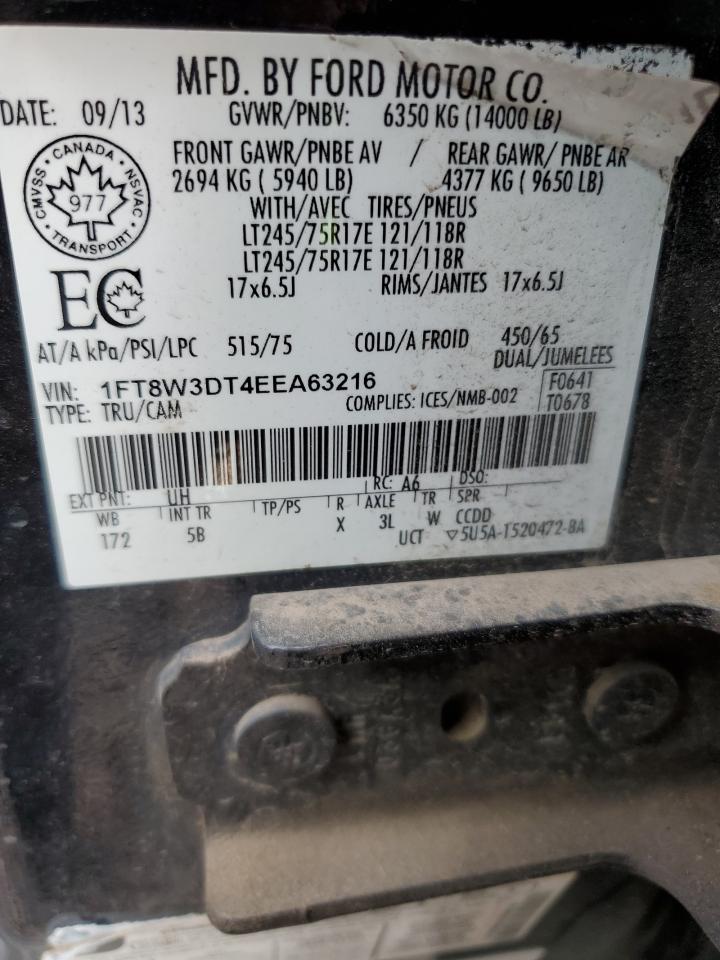 MFD. BY FORD MOTOR CO.
DATE: 09/13 GVWR/PNBV: 6350 KG (14000 LB)
FRONT GAWR/PNBE AV / REAR GAWR/ PNBE AR
2694 KG ( 5940 LB) 4377 KG ( 9650 LB)
WITH/AVEC TIRES/PNEUS
CANADA
CMVSS NSVAC
977
TRANSPORT
LT245/75R17E 121/118R
LT245/75R17E 121/118R
EC 17x6.5J RIMS/JANTES 17x6.5J
AT/A kPa/PSI/LPC 515/75 COLD/A FROID 450/65
DUAL/JUMELEES
VIN: 1FT8W3DT4EEA63216 F0641
TYPE: TRU/CAM COMPLIES: ICES/NMB-002 T0678
EXT PNT: UH RC: A6 DSO:
WB INT TR TP/PS R AXLE TR SPR
172 5B X 3L W CCDD
UCT ▽5U5A-1520472-BA